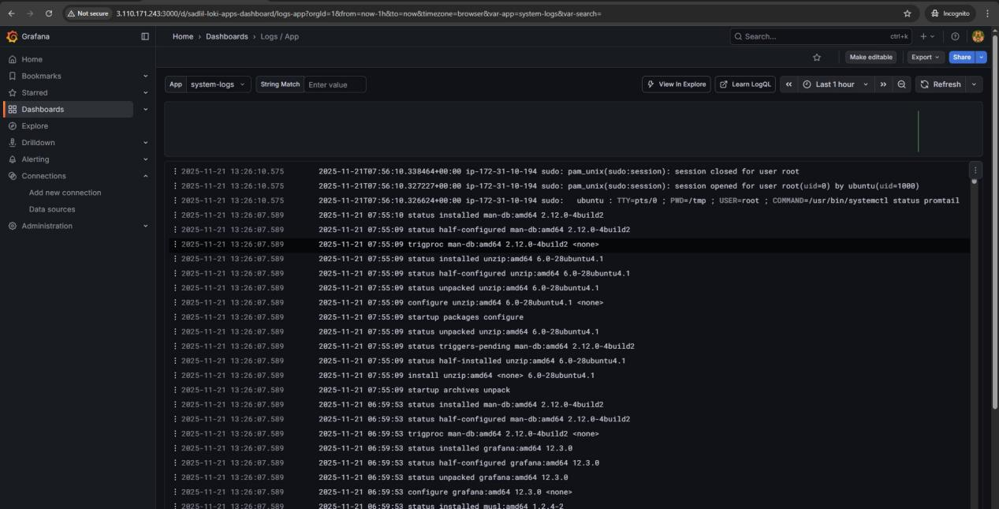 Not secure 3.110.171.243:3000/d/sadlil-loki-apps-dashboard/logs-app?orgId=1&from=now-1h&to=now&timezone=browser&var-app=system-logs&var-search= Incognito
Grafana Home › Dashboards › Logs / App Search... ctrl+k
Home
Make editable Export Share
Bookmarks
App system-logs String Match Enter value View In Explore Learn LogQL Last 1 hour Refresh
Starred
Dashboards
Explore
Drilldown
Alerting
Connections
Add new connection
Data sources
Administration
2025-11-21 13:26:10.575 2025-11-21T07:56:10.338464+00:00 ip-172-31-10-194 sudo: pam_unix(sudo:session): session closed for user root
2025-11-21 13:26:10.575 2025-11-21T07:56:10.327227+00:00 ip-172-31-10-194 sudo: pam_unix(sudo:session): session opened for user root(uid=0) by ubuntu(uid=1000)
2025-11-21 13:26:10.575 2025-11-21T07:56:10.326624+00:00 ip-172-31-10-194 sudo: ubuntu : TTY=pts/0 ; PWD=/tmp ; USER=root ; COMMAND=/usr/bin/systemctl status promtail
2025-11-21 13:26:07.589 2025-11-21 07:55:10 status installed man-db:amd64 2.12.0-4build2
2025-11-21 13:26:07.589 2025-11-21 07:55:09 status half-configured man-db:amd64 2.12.0-4build2
2025-11-21 13:26:07.589 2025-11-21 07:55:09 trigproc man-db:amd64 2.12.0-4build2 <none>
2025-11-21 13:26:07.589 2025-11-21 07:55:09 status installed unzip:amd64 6.0-28ubuntu4.1
2025-11-21 13:26:07.589 2025-11-21 07:55:09 status half-configured unzip:amd64 6.0-28ubuntu4.1
2025-11-21 13:26:07.589 2025-11-21 07:55:09 status unpacked unzip:amd64 6.0-28ubuntu4.1
2025-11-21 13:26:07.589 2025-11-21 07:55:09 configure unzip:amd64 6.0-28ubuntu4.1 <none>
2025-11-21 13:26:07.589 2025-11-21 07:55:09 startup packages configure
2025-11-21 13:26:07.589 2025-11-21 07:55:09 status unpacked unzip:amd64 6.0-28ubuntu4.1
2025-11-21 13:26:07.589 2025-11-21 07:55:09 status triggers-pending man-db:amd64 2.12.0-4build2
2025-11-21 13:26:07.589 2025-11-21 07:55:09 status half-installed unzip:amd64 6.0-28ubuntu4.1
2025-11-21 13:26:07.589 2025-11-21 07:55:09 install unzip:amd64 <none> 6.0-28ubuntu4.1
2025-11-21 13:26:07.589 2025-11-21 07:55:09 startup archives unpack
2025-11-21 13:26:07.589 2025-11-21 06:59:53 status installed man-db:amd64 2.12.0-4build2
2025-11-21 13:26:07.589 2025-11-21 06:59:53 status half-configured man-db:amd64 2.12.0-4build2
2025-11-21 13:26:07.589 2025-11-21 06:59:53 trigproc man-db:amd64 2.12.0-4build2 <none>
2025-11-21 13:26:07.589 2025-11-21 06:59:53 status installed grafana:amd64 12.3.0
2025-11-21 13:26:07.589 2025-11-21 06:59:53 status half-configured grafana:amd64 12.3.0
2025-11-21 13:26:07.589 2025-11-21 06:59:53 status unpacked grafana:amd64 12.3.0
2025-11-21 13:26:07.589 2025-11-21 06:59:53 configure grafana:amd64 12.3.0 <none>
2025-11-21 13:26:07.589 2025-11-21 06:59:53 status installed musl:amd64 1.2.4-2